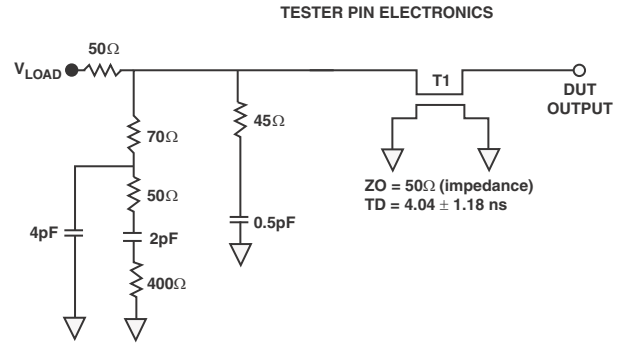 TESTER PIN ELECTRONICS
50Ω
VLOAD
T1
DUT
OUTPUT
70Ω
45Ω
50Ω
ZO = 50Ω (impedance)
TD = 4.04 ± 1.18 ns
4pF
2pF
0.5pF
400Ω